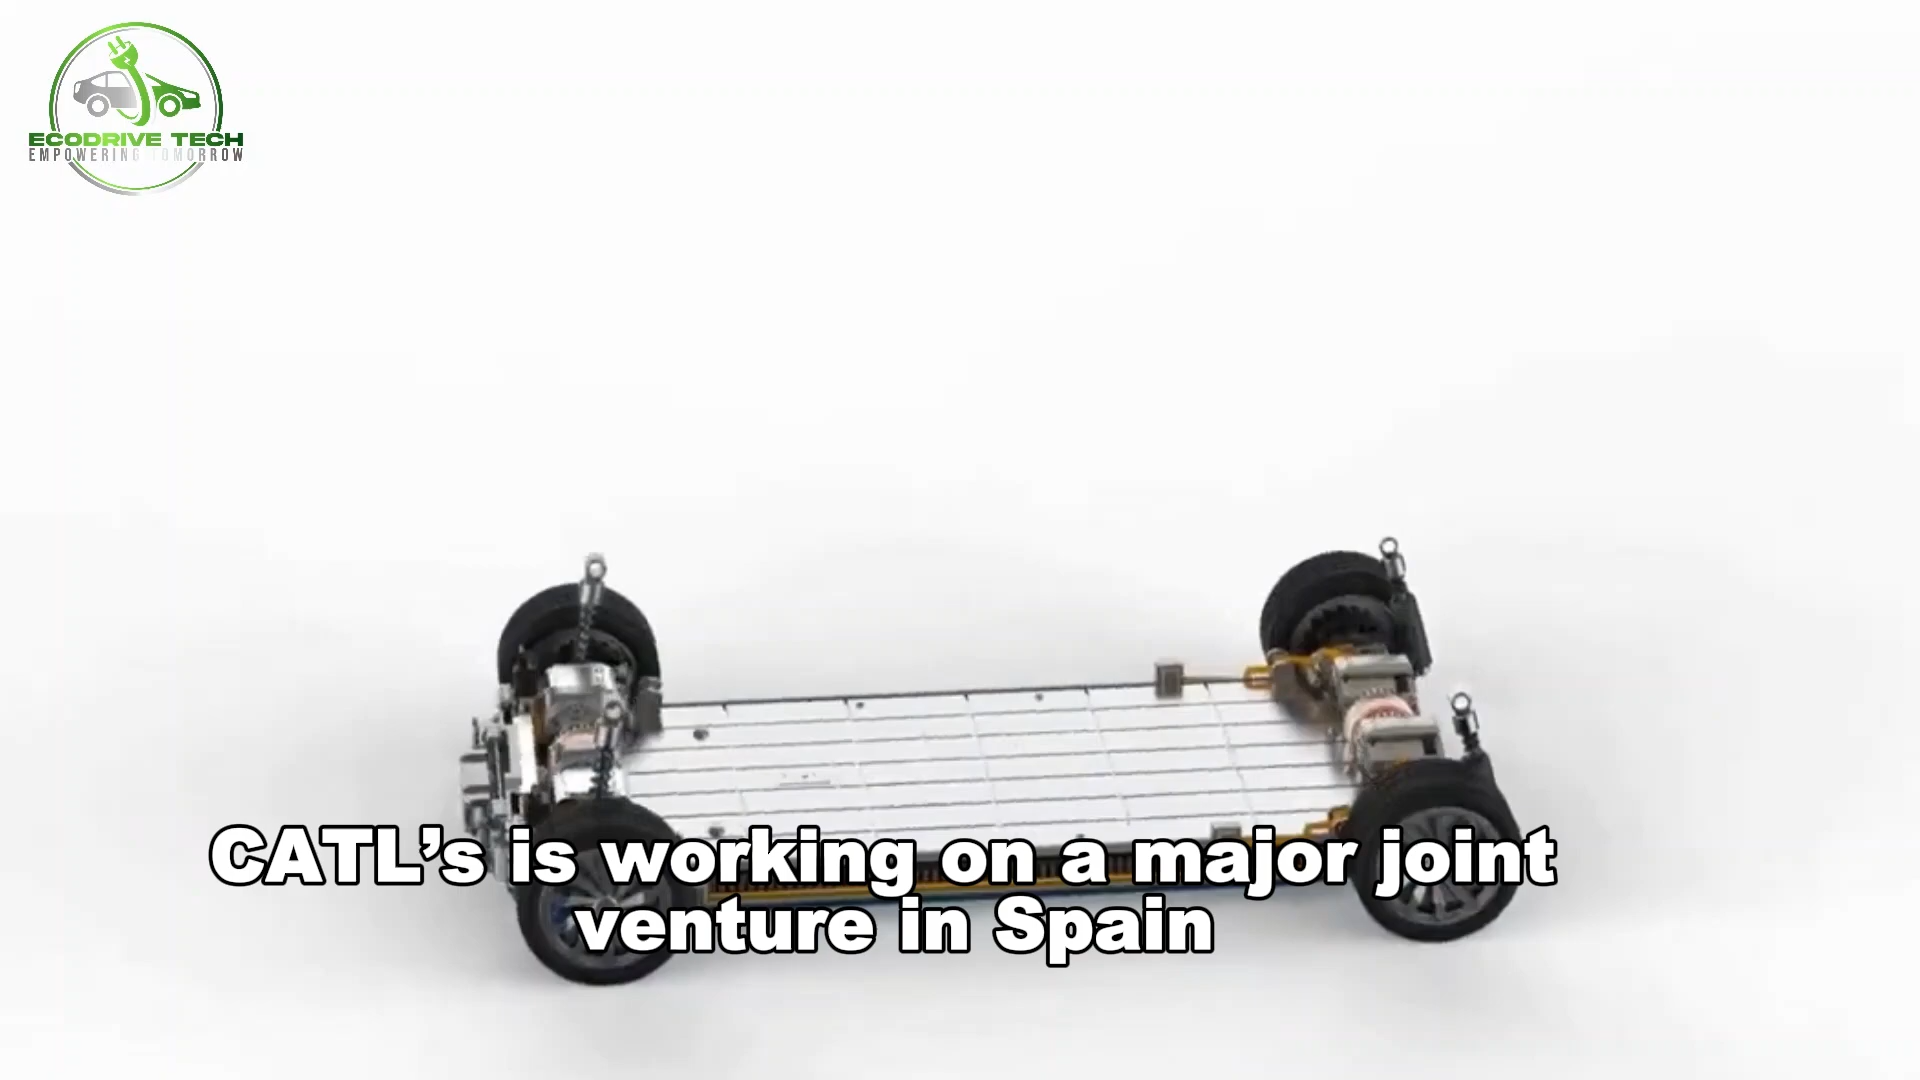 ECODRIVE TECH
EMPOWERING TOMORROW
CATL’s is working on a major joint
venture in Spain